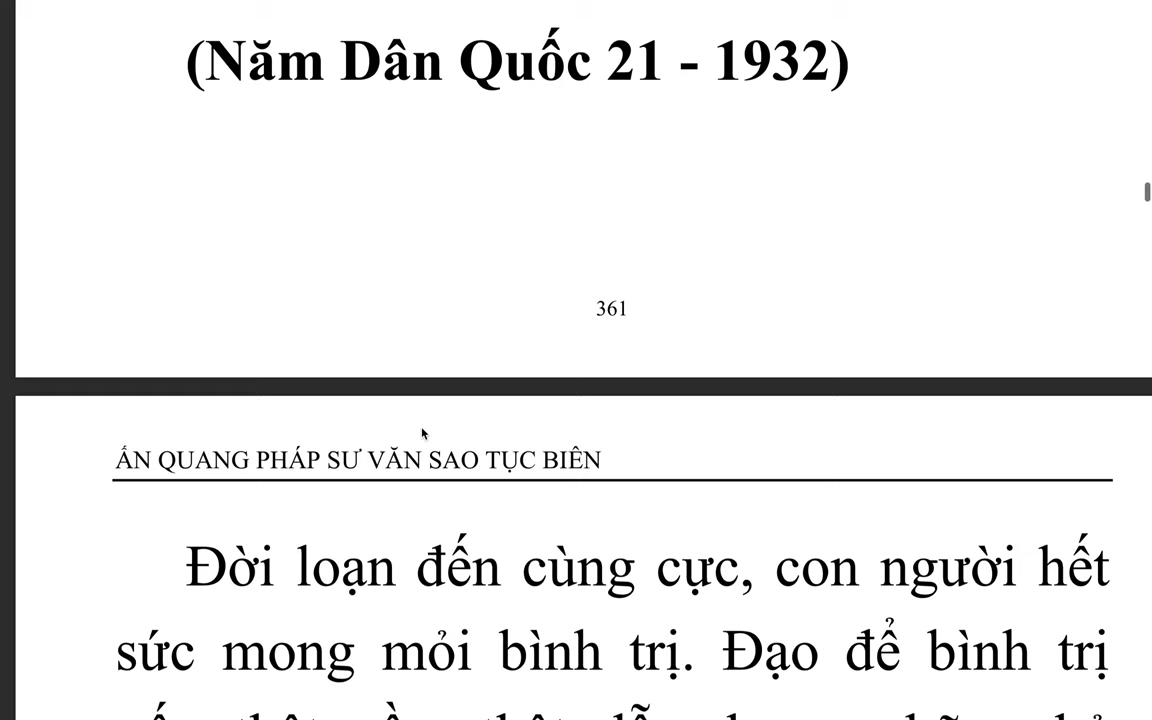 (Năm Dân Quốc 21 - 1932)
361
ẤN QUANG PHÁP SƯ VĂN SAO TỤC BIÊN
Đời loạn đến cùng cực, con người hết
sức mong mỏi bình trị. Đạo để bình trị